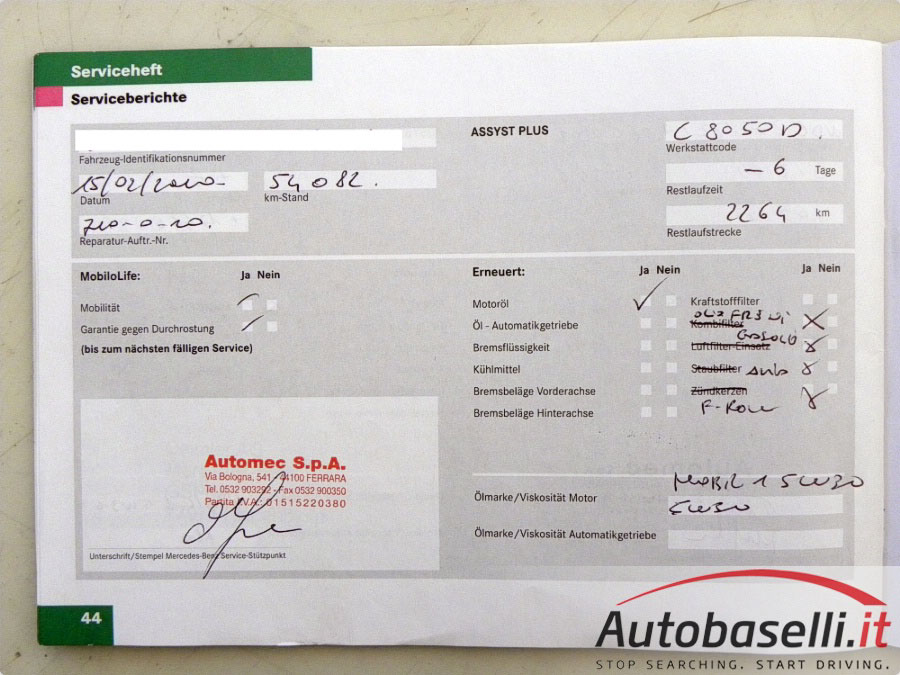 Serviceheft
Serviceberichte
Fahrzeug-Identifikationsnummer
15/02/2010
Datum
54082.
km-Stand
Reparatur-Auftr.-Nr.
ASSYST PLUS
C 8050D.
Werkstattcode
- 6 Tage
Restlaufzeit
2264 km
Restlaufstrecke
MobiloLife: Ja Nein
Mobilität
Garantie gegen Durchrostung
(bis zum nächsten fälligen Service)
Erneuert: Ja Nein
Motoröl
Öl - Automatikgetriebe
Bremsflüssigkeit
Kühlmittel
Bremsbeläge Vorderachse
Bremsbeläge Hinterachse
Ja Nein
Kraftstofffilter
Kombifilter
Luftfilter-Einsatz
Staubfilter
Zündkerzen
Automec S.p.A.
Via Bologna, 541 - 44100 FERRARA
Tel. 0532 903292 - Fax 0532 900350
Partita I.V.A.: 01515220380
Unterschrift/Stempel Mercedes-Benz Service-Stützpunkt
MOBIL 1 5W30
Ölmarke/Viskosität Motor
5W30
Ölmarke/Viskosität Automatikgetriebe
44
Autobaselli.it
STOP SEARCHING. START DRIVING.